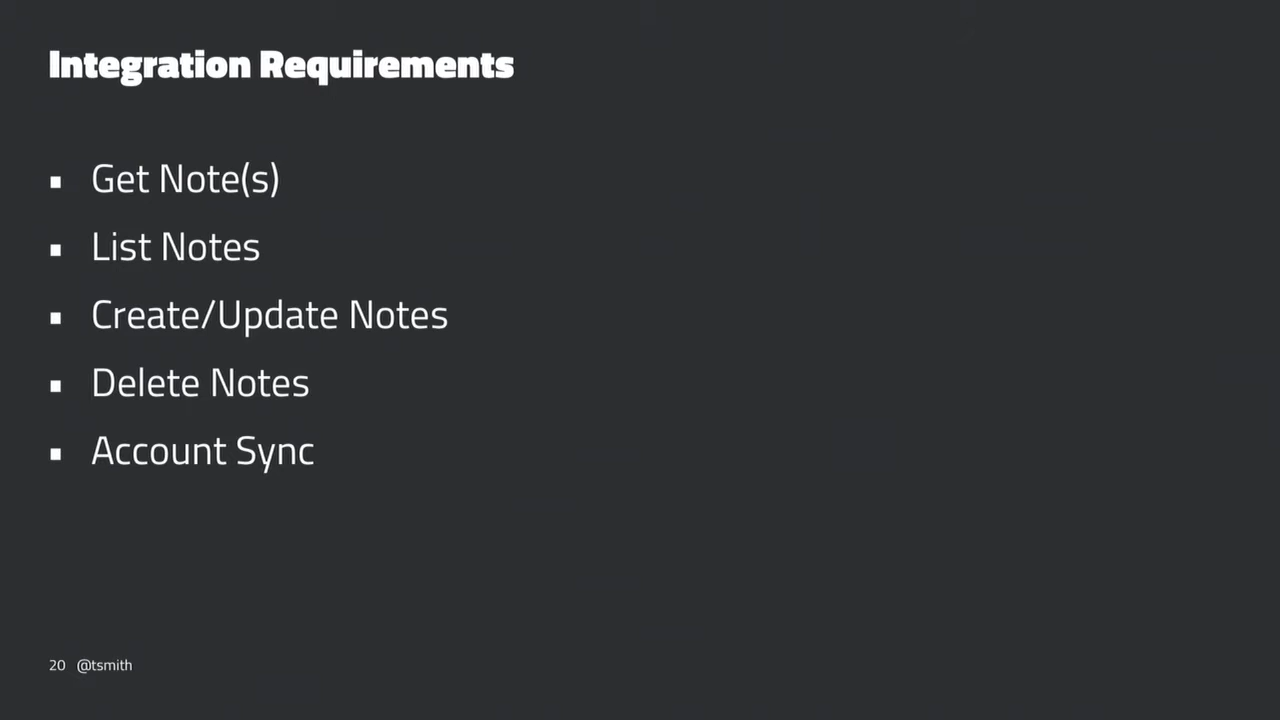 Integration Requirements
▪ Get Note(s)
▪ List Notes
▪ Create/Update Notes
▪ Delete Notes
▪ Account Sync
20 @tsmith